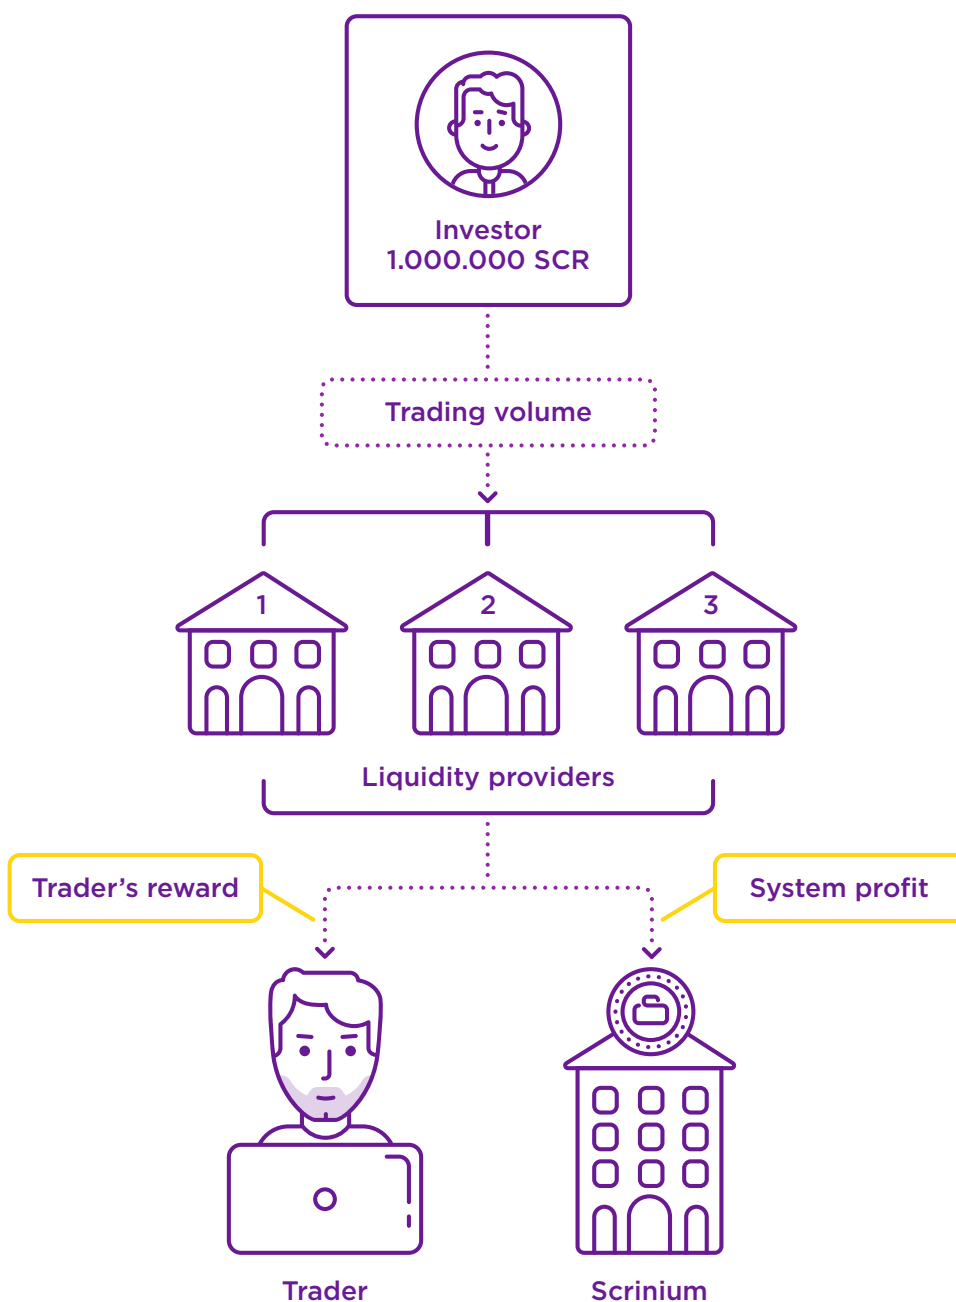 Investor
1.000.000 SCR
Trading volume
1
2
3
Liquidity providers
Trader’s reward
System profit
Trader
Scrinium